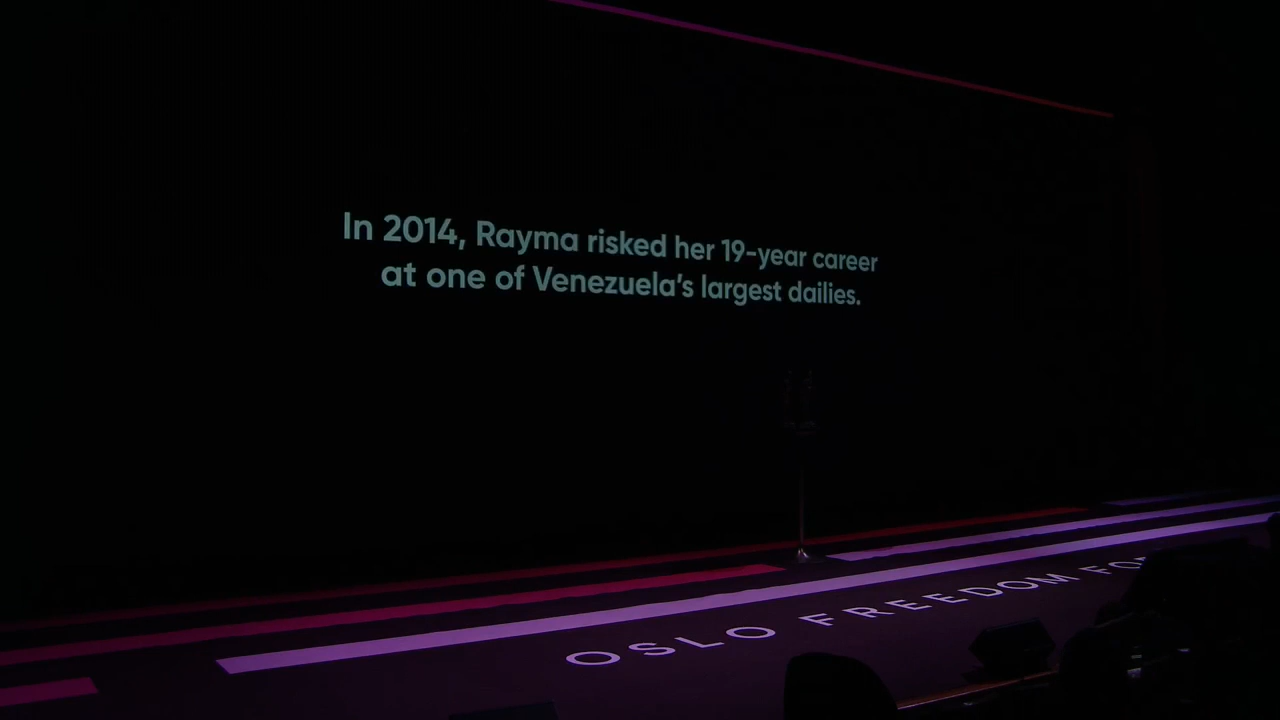 In 2014, Rayma risked her 19-year career
at one of Venezuela's largest dailies.
OSLO FREEDOM